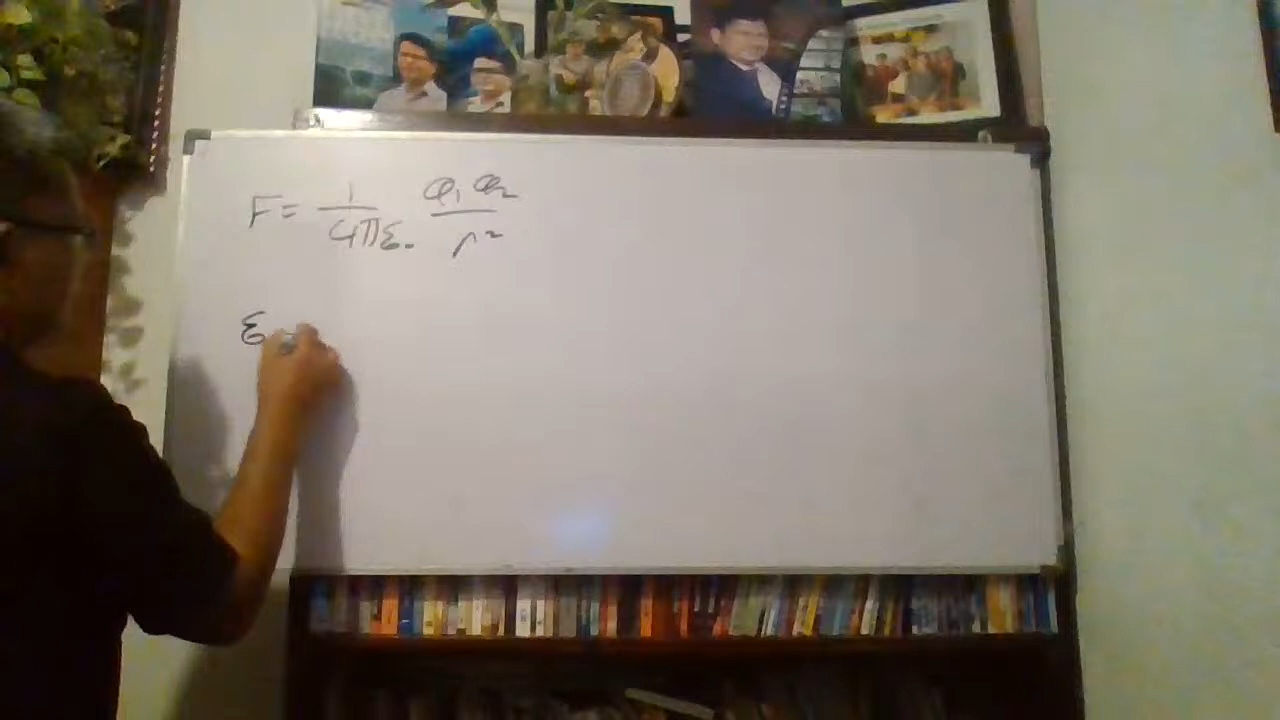 F = 1/4πε₀ Q₁Q₂/r²
ε